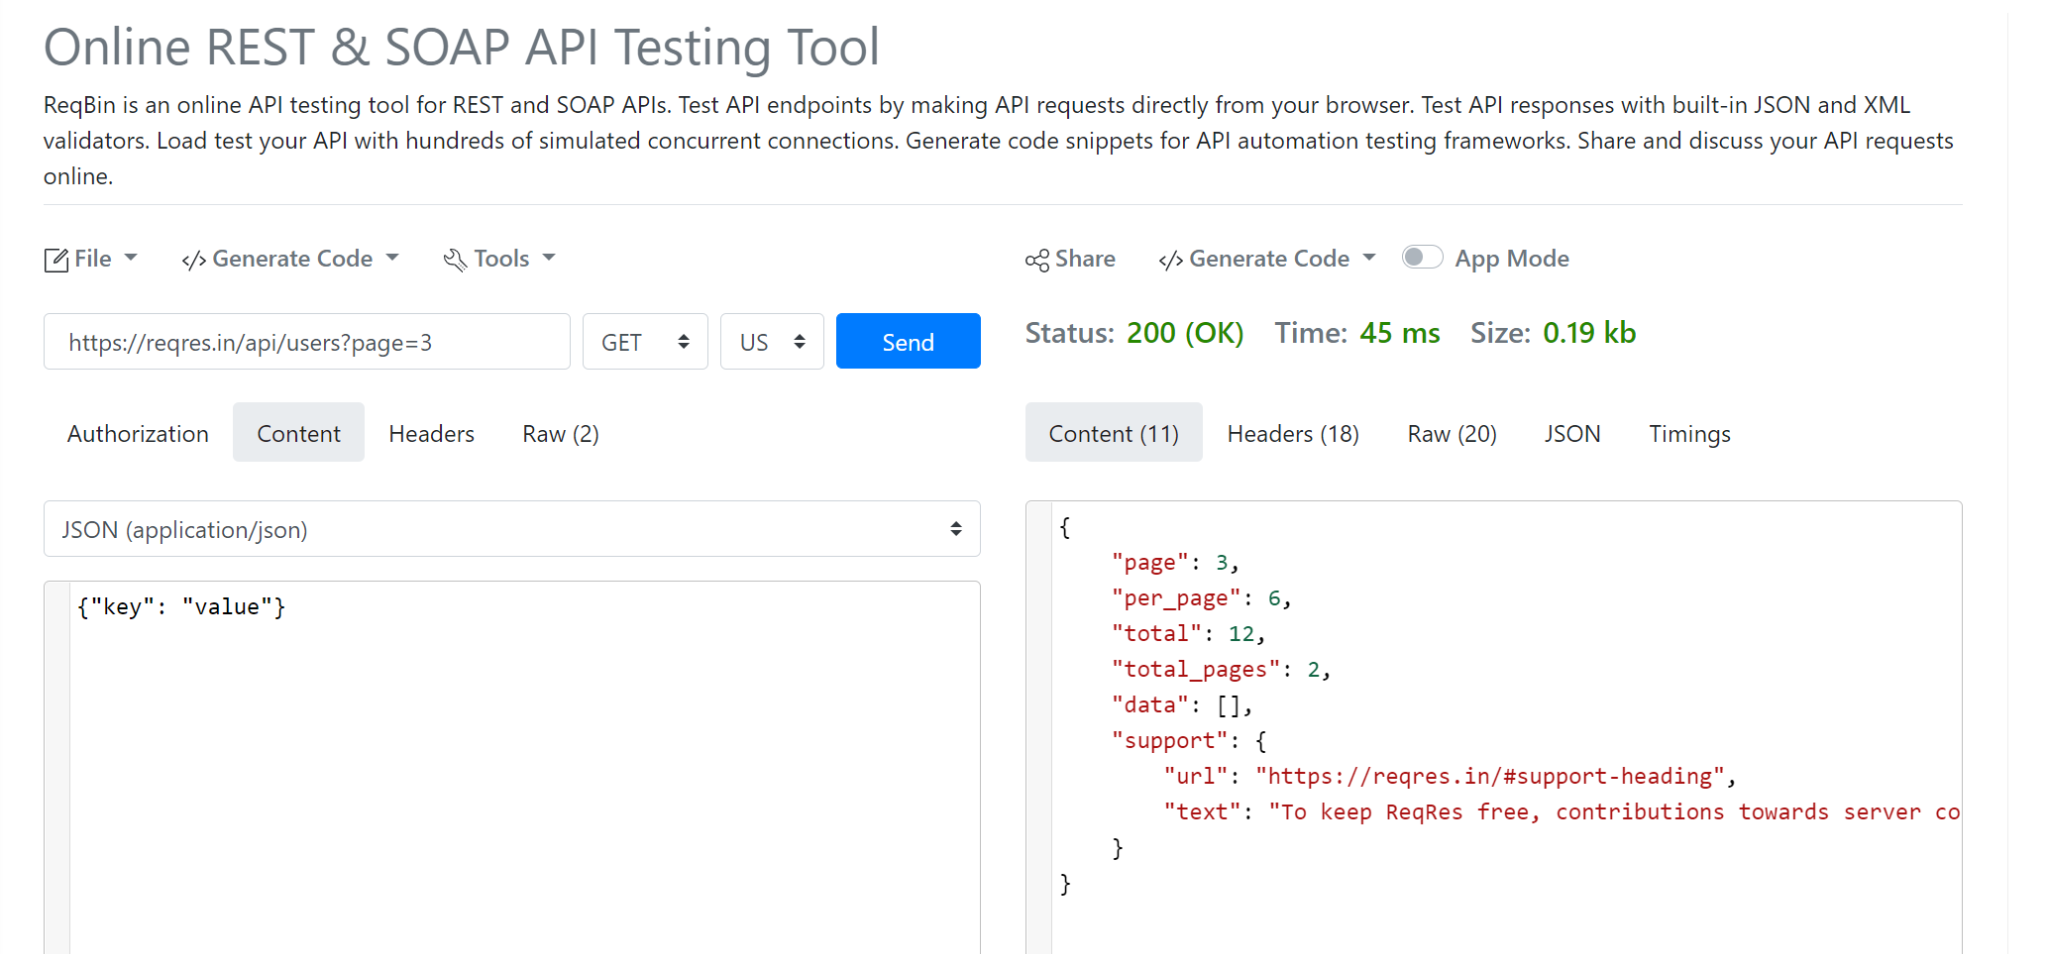 Online REST & SOAP API Testing Tool
ReqBin is an online API testing tool for REST and SOAP APIs. Test API endpoints by making API requests directly from your browser. Test API responses with built-in JSON and XML
validators. Load test your API with hundreds of simulated concurrent connections. Generate code snippets for API automation testing frameworks. Share and discuss your API requests
online.
File </> Generate Code Tools
https://reqres.in/api/users?page=3 GET US Send
Authorization Content Headers Raw (2)
JSON (application/json)
{"key": "value"}
Share </> Generate Code App Mode
Status: 200 (OK) Time: 45 ms Size: 0.19 kb
Content (11) Headers (18) Raw (20) JSON Timings
{
    "page": 3,
    "per_page": 6,
    "total": 12,
    "total_pages": 2,
    "data": [],
    "support": {
        "url": "https://reqres.in/#support-heading",
        "text": "To keep ReqRes free, contributions towards server co
    }
}